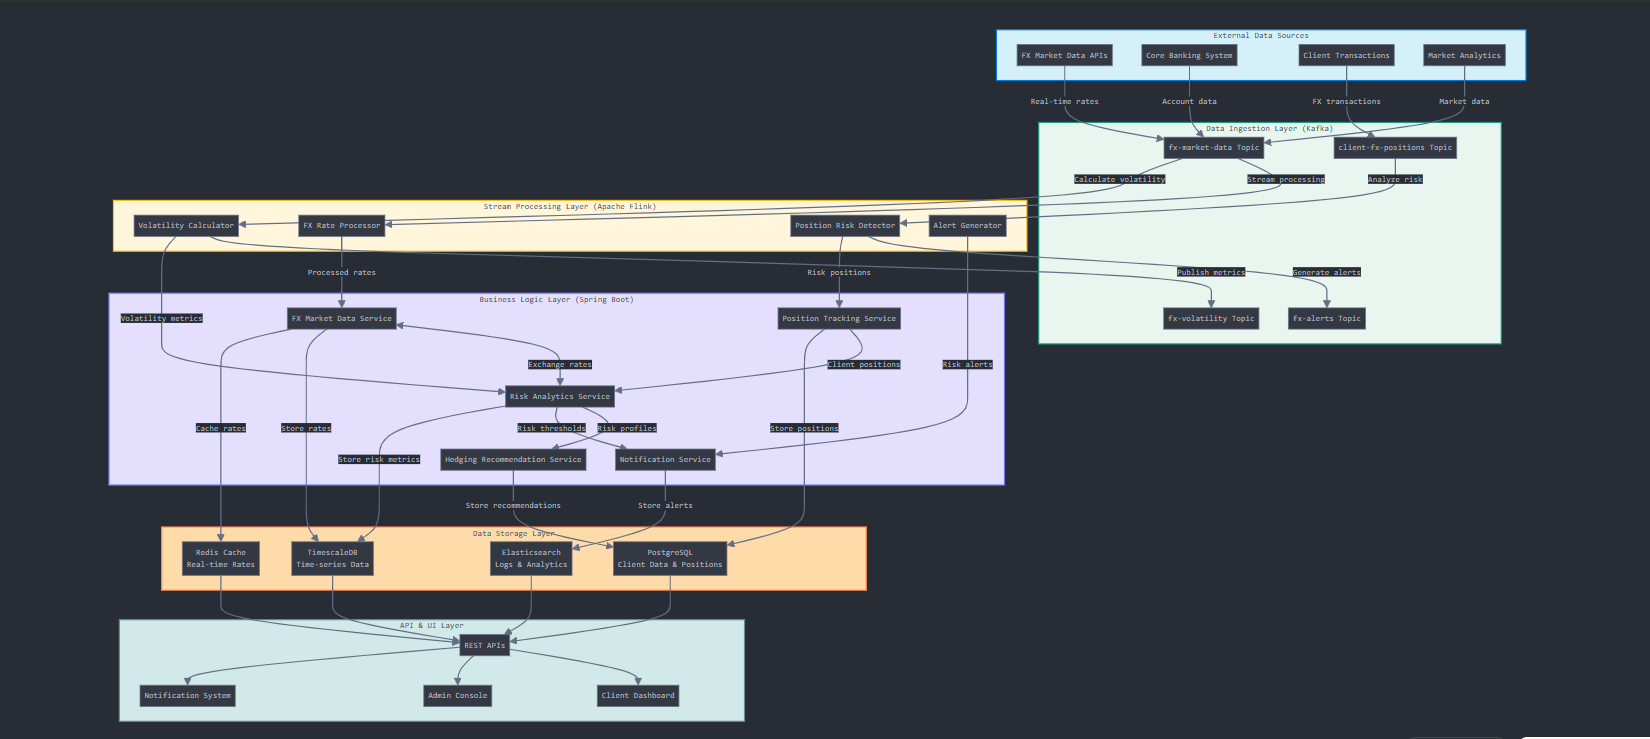 External Data Sources
FX Market Data APIs
Core Banking System
Client Transactions
Market Analytics
Real-time rates
Account data
FX transactions
Market data
Data Ingestion Layer (Kafka)
fx-market-data Topic
client-fx-positions Topic
Calculate volatility
Stream processing
Analyze risk
Stream Processing Layer (Apache Flink)
Volatility Calculator
FX Rate Processor
Position Risk Detector
Alert Generator
Processed rates
Risk positions
Publish metrics
Generate alerts
Business Logic Layer (Spring Boot)
Volatility metrics
FX Market Data Service
Position Tracking Service
fx-volatility Topic
fx-alerts Topic
Exchange rates
Client positions
Risk alerts
Risk Analytics Service
Cache rates
Store rates
Risk thresholds
Risk profiles
Store positions
Store risk metrics
Hedging Recommendation Service
Notification Service
Store recommendations
Store alerts
Data Storage Layer
Redis Cache
Real-time Rates
TimescaleDB
Time-series Data
Elasticsearch
Logs & Analytics
PostgreSQL
Client Data & Positions
API & UI Layer
REST APIs
Notification System
Admin Console
Client Dashboard